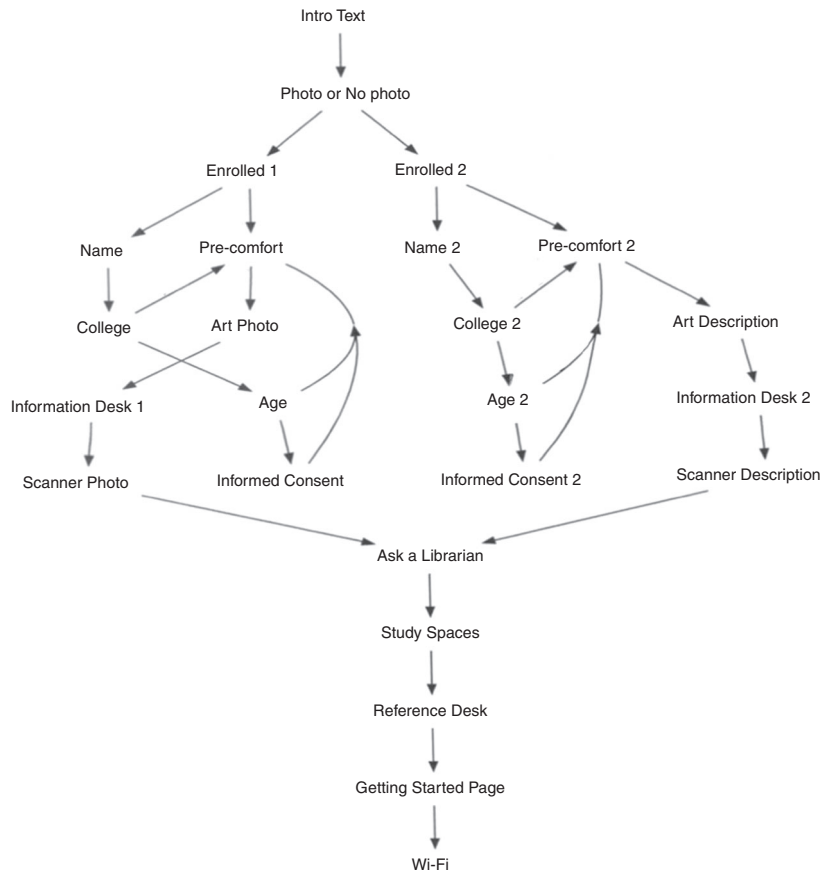 Intro Text
Photo or No photo
Enrolled 1
Enrolled 2
Name
Pre-comfort
Name 2
Pre-comfort 2
College
Art Photo
College 2
Art Description
Information Desk 1
Age
Age 2
Information Desk 2
Scanner Photo
Informed Consent
Informed Consent 2
Scanner Description
Ask a Librarian
Study Spaces
Reference Desk
Getting Started Page
Wi-Fi